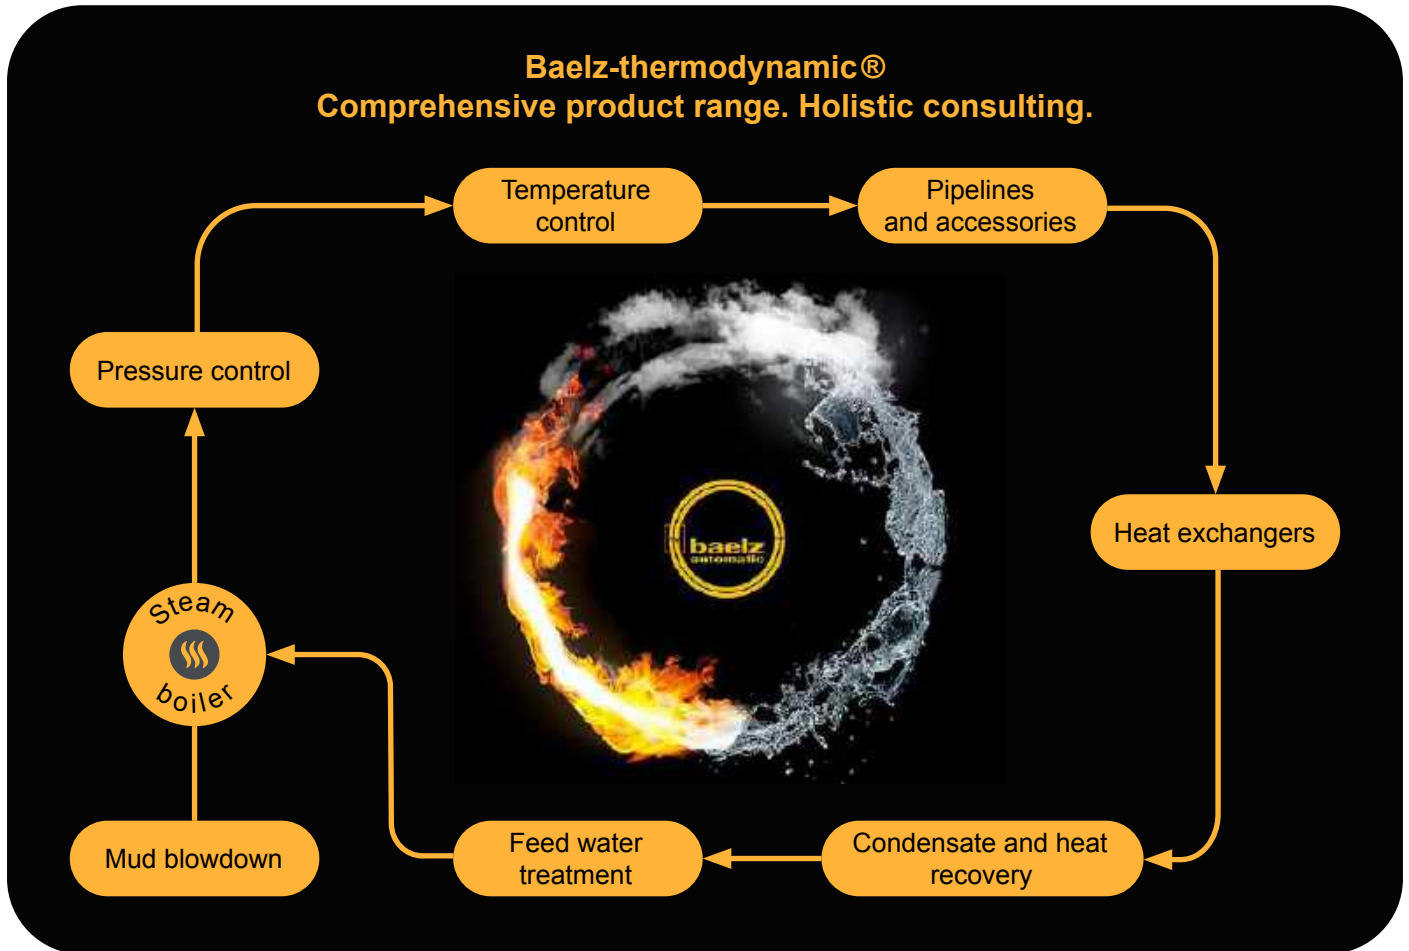 Baelz-thermodynamic®
Comprehensive product range. Holistic consulting.
Temperature
control
Pipelines
and accessories
Pressure control
Heat exchangers
baelz
automatic
Steam
boiler
Mud blowdown
Feed water
treatment
Condensate and heat
recovery